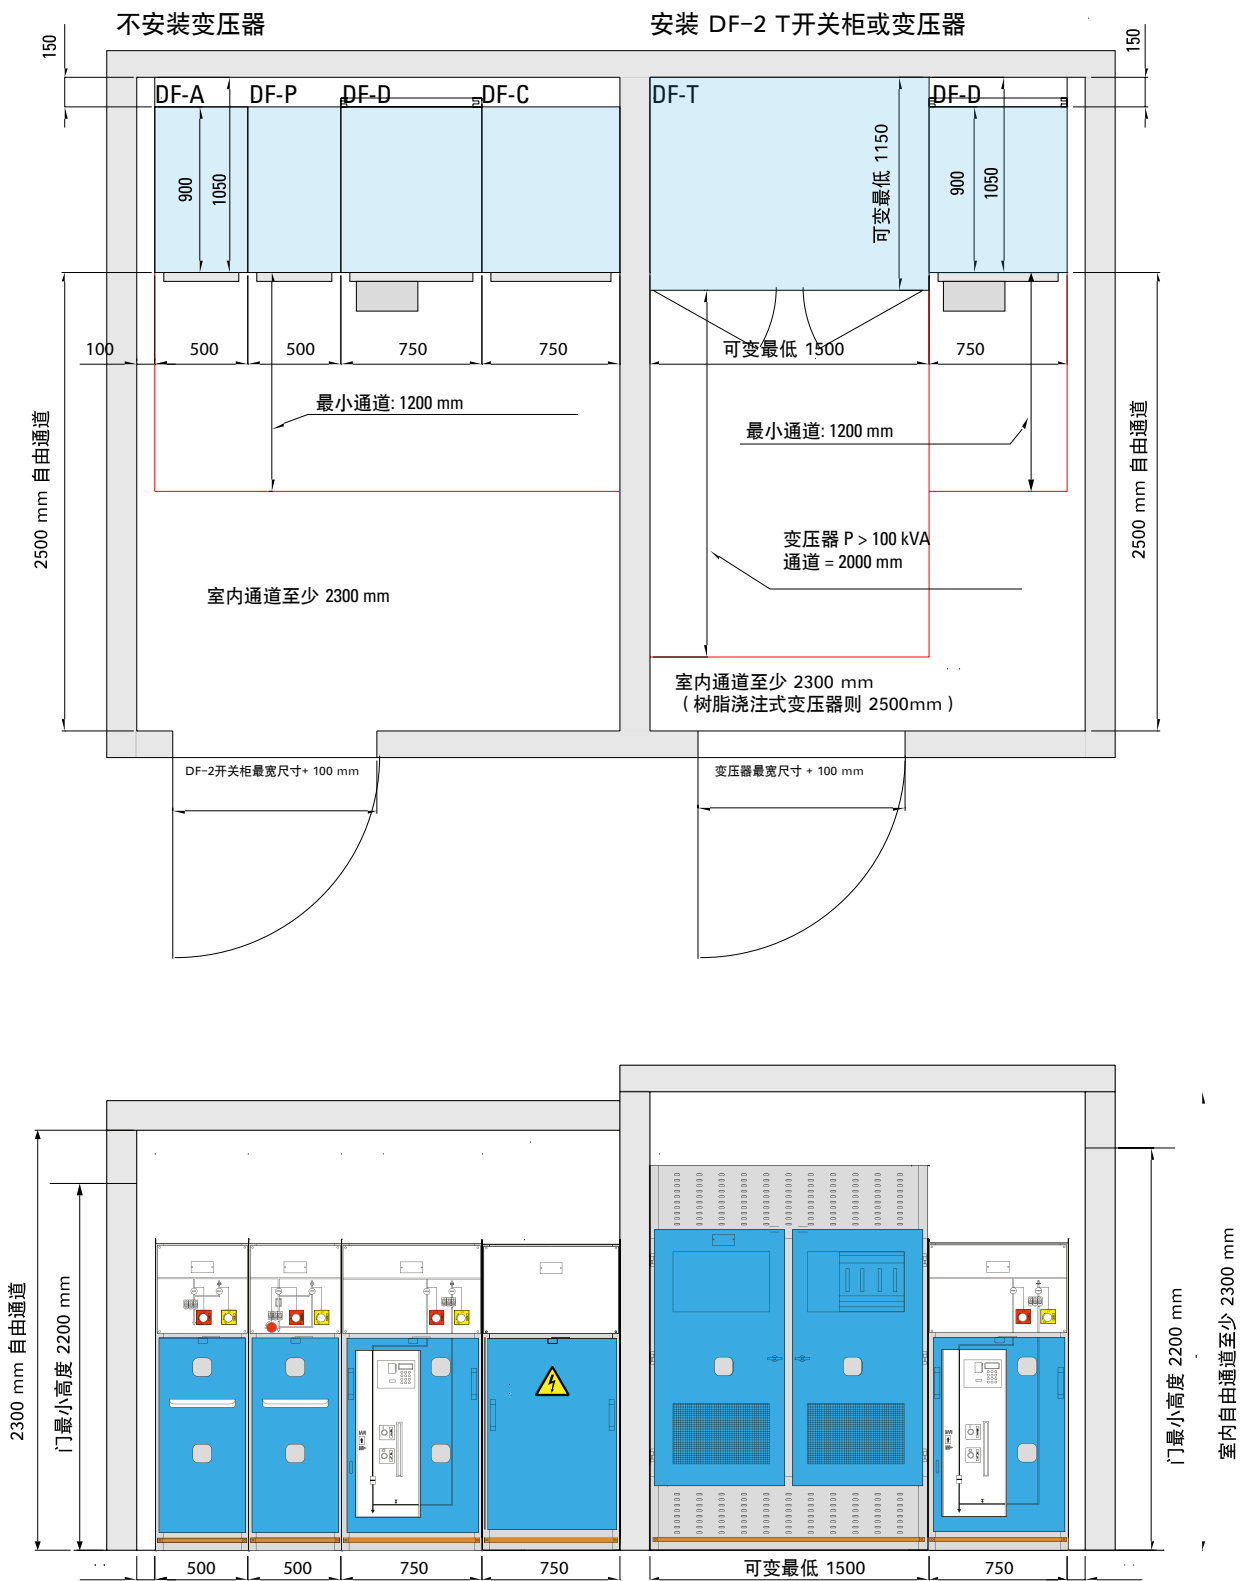 不安装变压器
安装 DF-2 T开关柜或变压器
150
150
DF-A
DF-P
DF-D
DF-C
DF-T
DF-D
900
1050
可变最低 1150
900
1050
100
500
500
750
750
可变最低 1500
750
最小通道: 1200 mm
最小通道: 1200 mm
2500 mm 自由通道
2500 mm 自由通道
变压器 P > 100 kVA
通道 = 2000 mm
室内通道至少 2300 mm
室内通道至少 2300 mm
（树脂浇注式变压器则 2500mm）
DF-2开关柜最宽尺寸+ 100 mm
变压器最宽尺寸 + 100 mm
2300 mm 自由通道
门最小高度 2200 mm
门最小高度 2200 mm
室内自由通道至少 2300 mm
500
500
750
750
可变最低 1500
750